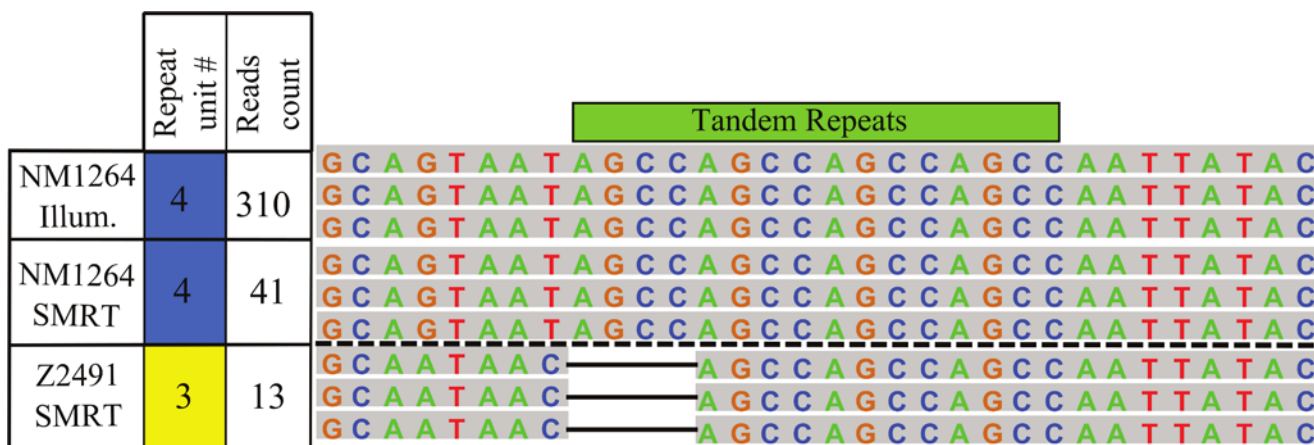 Repeat
unit #
Reads
count
Tandem Repeats
NM1264
Illum.
4
310
G C A G T A A T A G C C A G C C A G C C A G C C A A T T A T A C
G C A G T A A T A G C C A G C C A G C C A G C C A A T T A T A C
G C A G T A A T A G C C A G C C A G C C A G C C A A T T A T A C
NM1264
SMRT
4
41
G C A G T A A T A G C C A G C C A G C C A G C C A A T T A T A C
G C A G T A A T A G C C A G C C A G C C A G C C A A T T A T A C
G C A G T A A T A G C C A G C C A G C C A G C C A A T T A T A C
Z2491
SMRT
3
13
G C A A T A A C A G C C A G C C A G C C A A T T A T A C
G C A A T A A C A G C C A G C C A G C C A A T T A T A C
G C A A T A A C A G C C A G C C A G C C A A T T A T A C